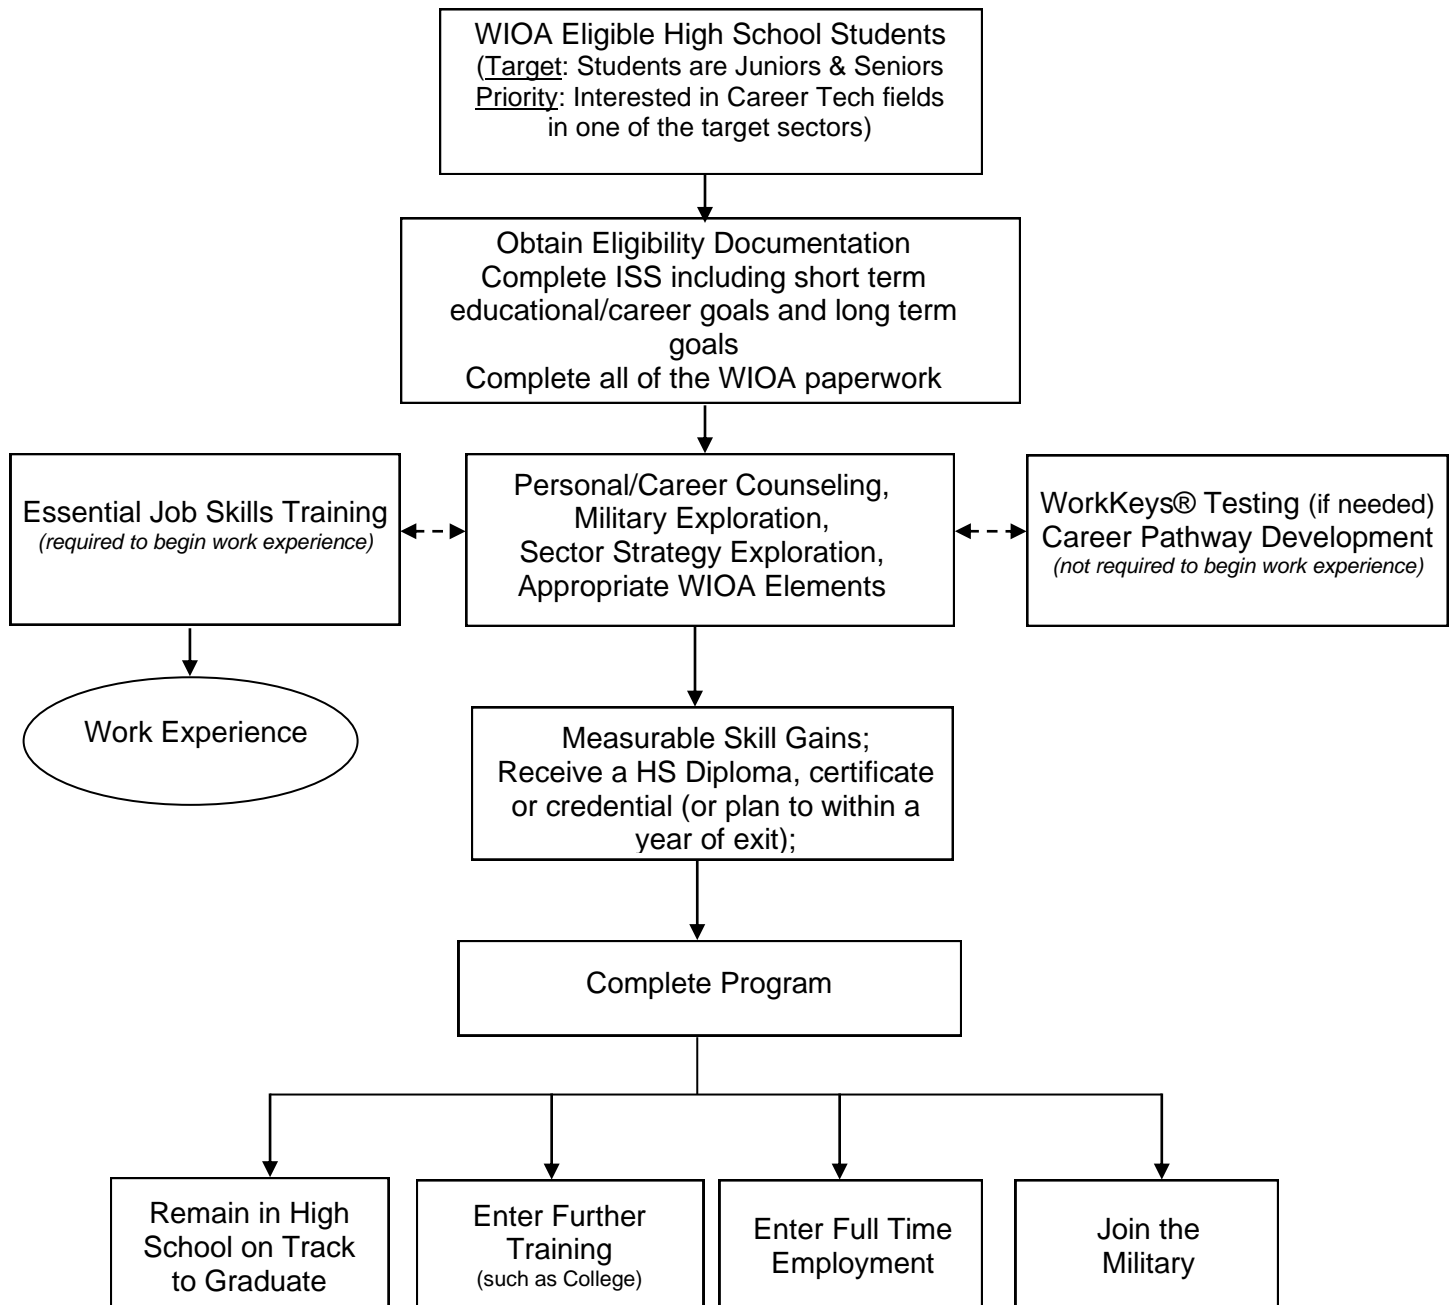 WIOA Eligible High School Students
(Target: Students are Juniors & Seniors
Priority: Interested in Career Tech fields
in one of the target sectors)
Obtain Eligibility Documentation
Complete ISS including short term
educational/career goals and long term
goals
Complete all of the WIOA paperwork
Essential Job Skills Training
(required to begin work experience)
Personal/Career Counseling,
Military Exploration,
Sector Strategy Exploration,
Appropriate WIOA Elements
WorkKeys® Testing (if needed)
Career Pathway Development
(not required to begin work experience)
Work Experience
Measurable Skill Gains;
Receive a HS Diploma, certificate
or credential (or plan to within a
year of exit);
Complete Program
Remain in High
School on Track
to Graduate
Enter Further
Training
(such as College)
Enter Full Time
Employment
Join the
Military